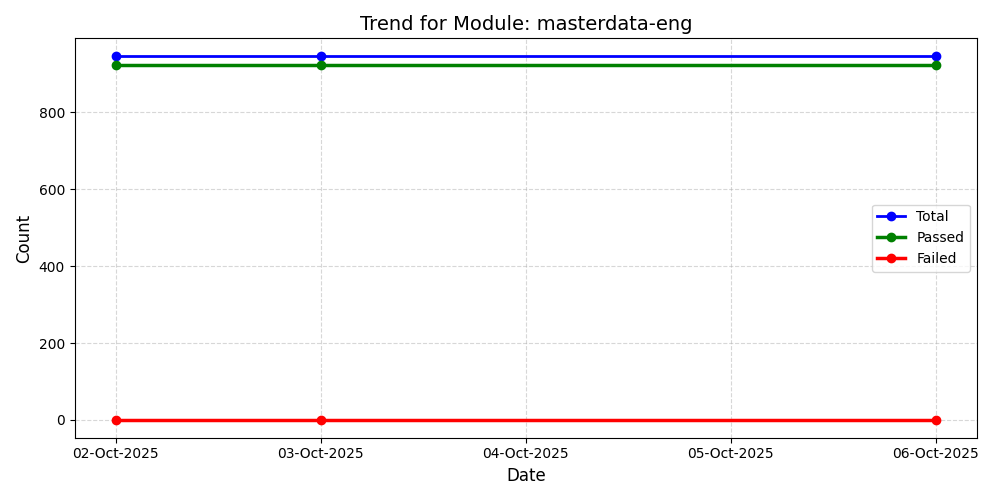 Trend for Module: masterdata-eng
Count
800
600
400
200
0
Total
Passed
Failed
02-Oct-2025 03-Oct-2025 04-Oct-2025 05-Oct-2025 06-Oct-2025
Date